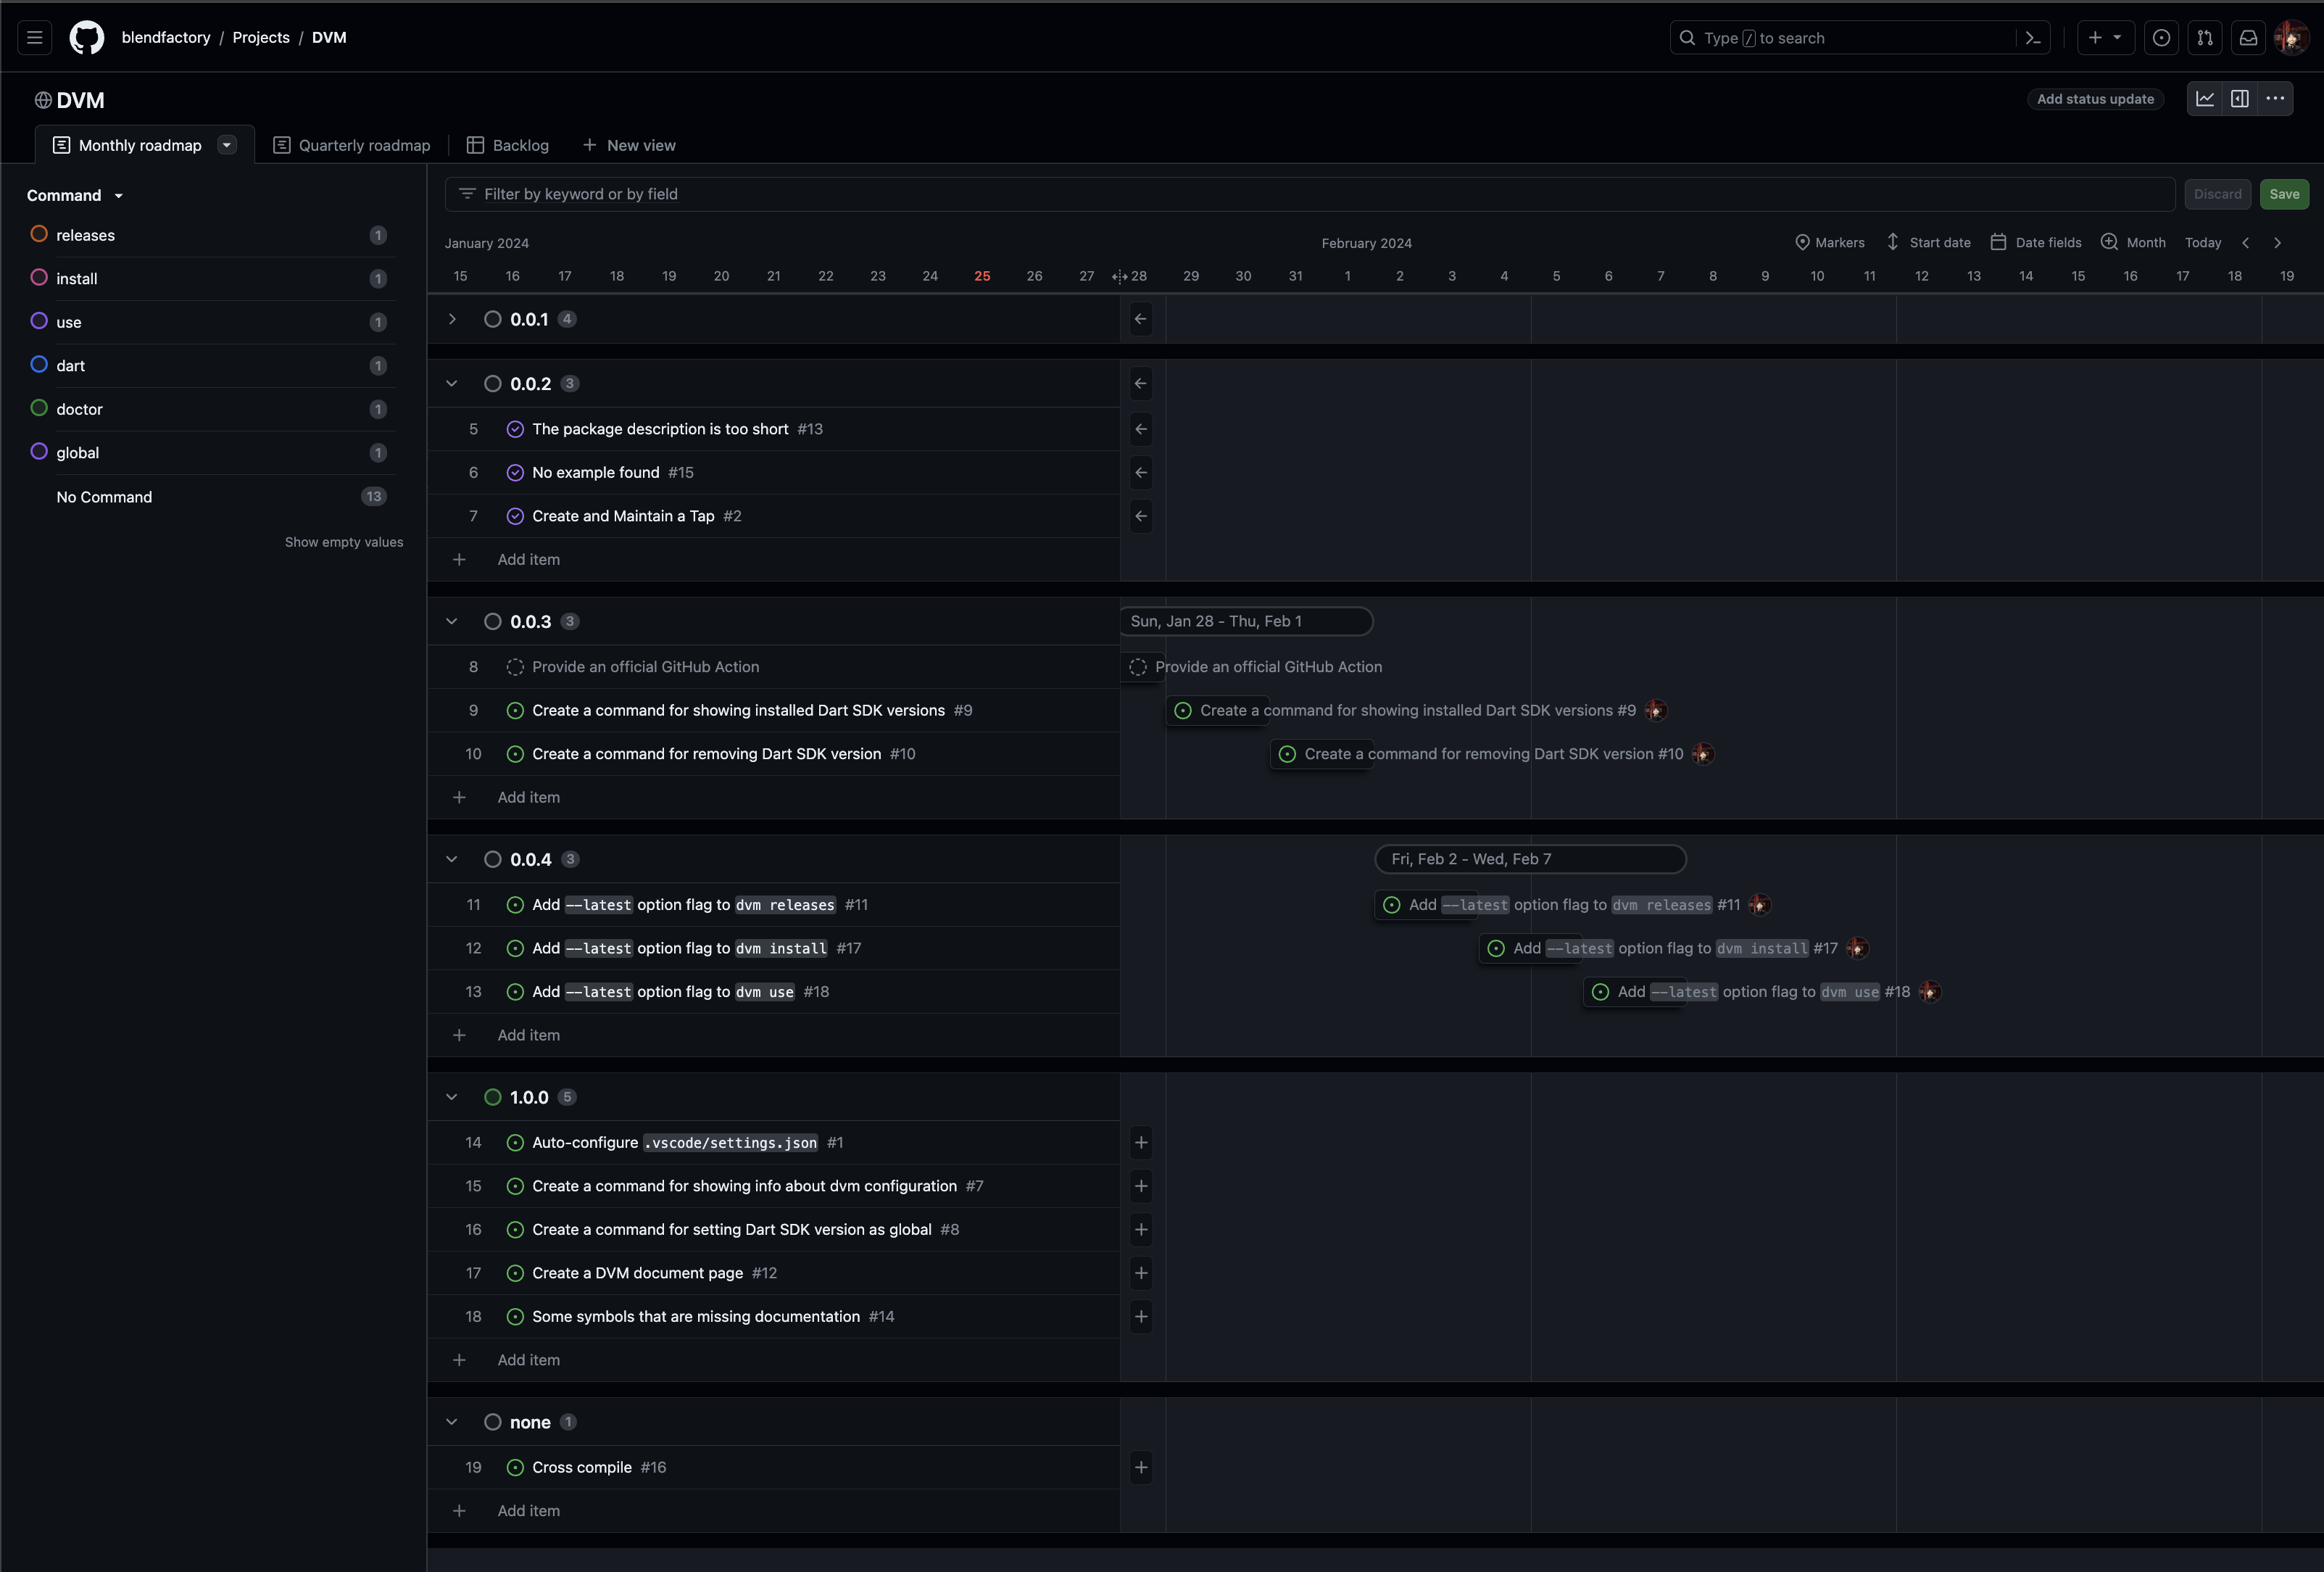 blendfactory / Projects / DVM
Type / to search
DVM
Add status update
Monthly roadmap
Quarterly roadmap
Backlog
New view
Command
releases 1
install 1
use 1
dart 1
doctor 1
global 1
No Command 13
Show empty values
Filter by keyword or by field
Discard
Save
January 2024
February 2024
Markers
Start date
Date fields
Month
Today
15 16 17 18 19 20 21 22 23 24 25 26 27 28 29 30 31 1 2 3 4 5 6 7 8 9 10 11 12 13 14 15 16 17 18 19
0.0.1 4
0.0.2 3
5 The package description is too short #13
6 No example found #15
7 Create and Maintain a Tap #2
Add item
0.0.3 3
Sun, Jan 28 - Thu, Feb 1
8 Provide an official GitHub Action
Provide an official GitHub Action
9 Create a command for showing installed Dart SDK versions #9
Create a command for showing installed Dart SDK versions #9
10 Create a command for removing Dart SDK version #10
Create a command for removing Dart SDK version #10
Add item
0.0.4 3
Fri, Feb 2 - Wed, Feb 7
11 Add --latest option flag to dvm releases #11
Add --latest option flag to dvm releases #11
12 Add --latest option flag to dvm install #17
Add --latest option flag to dvm install #17
13 Add --latest option flag to dvm use #18
Add --latest option flag to dvm use #18
Add item
1.0.0 5
14 Auto-configure .vscode/settings.json #1
15 Create a command for showing info about dvm configuration #7
16 Create a command for setting Dart SDK version as global #8
17 Create a DVM document page #12
18 Some symbols that are missing documentation #14
Add item
none 1
19 Cross compile #16
Add item